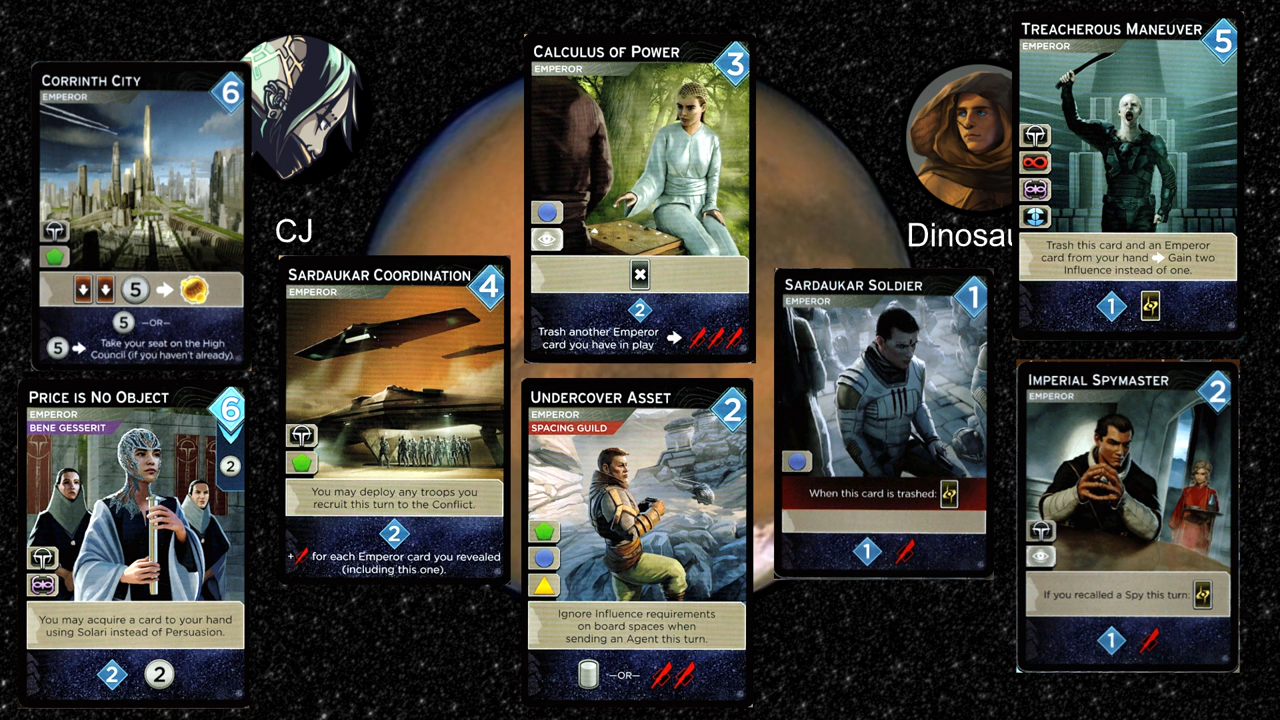 CORRINTH CITY
6
EMPEROR
5
5 —OR—
5 Take your seat on the High
Council (if you haven't already).
PRICE IS NO OBJECT
6
EMPEROR
BENE GESSERIT
2
You may acquire a card to your hand
using Solari instead of Persuasion.
2 2
CJ
SARDAUKAR COORDINATION
4
EMPEROR
You may deploy any troops you
recruit this turn to the Conflict.
2
+ for each Emperor card you revealed
(including this one).
CALCULUS OF POWER
3
EMPEROR
2
Trash another Emperor
card you have in play
UNDERCOVER ASSET
2
EMPEROR
SPACING GUILD
Ignore Influence requirements
on board spaces when
sending an Agent this turn.
—OR—
Dinosau
SARDAUKAR SOLDIER
1
EMPEROR
When this card is trashed:
1
TREACHEROUS MANEUVER
5
EMPEROR
Trash this card and an Emperor
card from your hand Gain two
Influence instead of one.
1
IMPERIAL SPYMASTER
2
EMPEROR
If you recalled a Spy this turn:
1